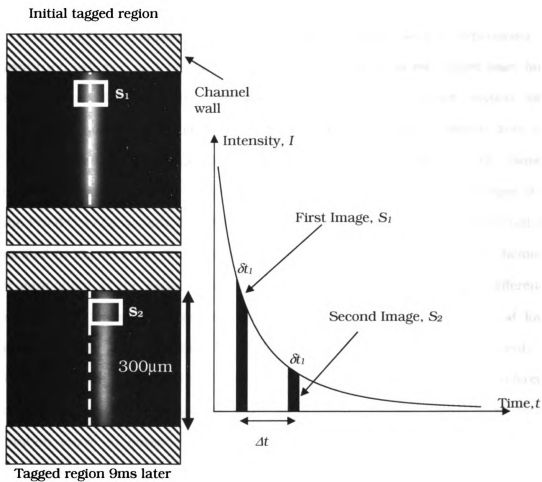 Initial tagged region
S1
Channel
wall
S2
300μm
Tagged region 9ms later
Intensity, I
First Image, S1
δt1
Second Image, S2
δt1
Time,t
Δt